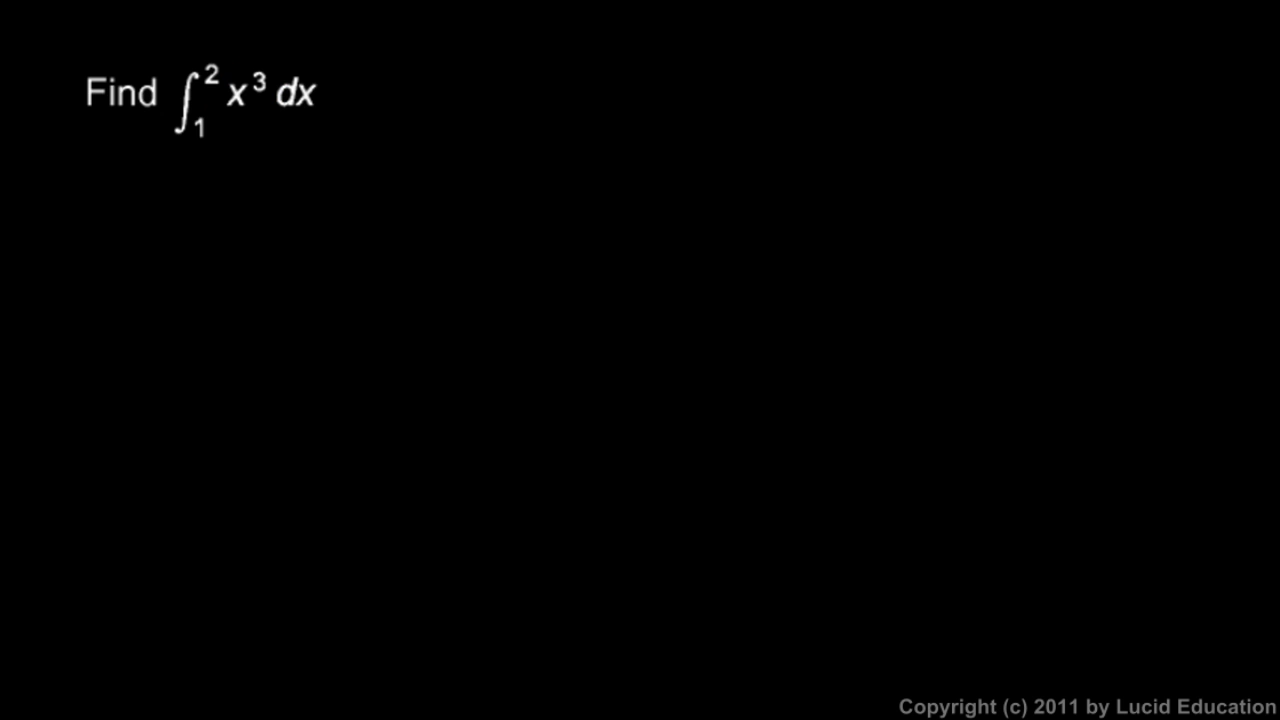 Find ∫₁² x³ dx
Copyright (c) 2011 by Lucid Education